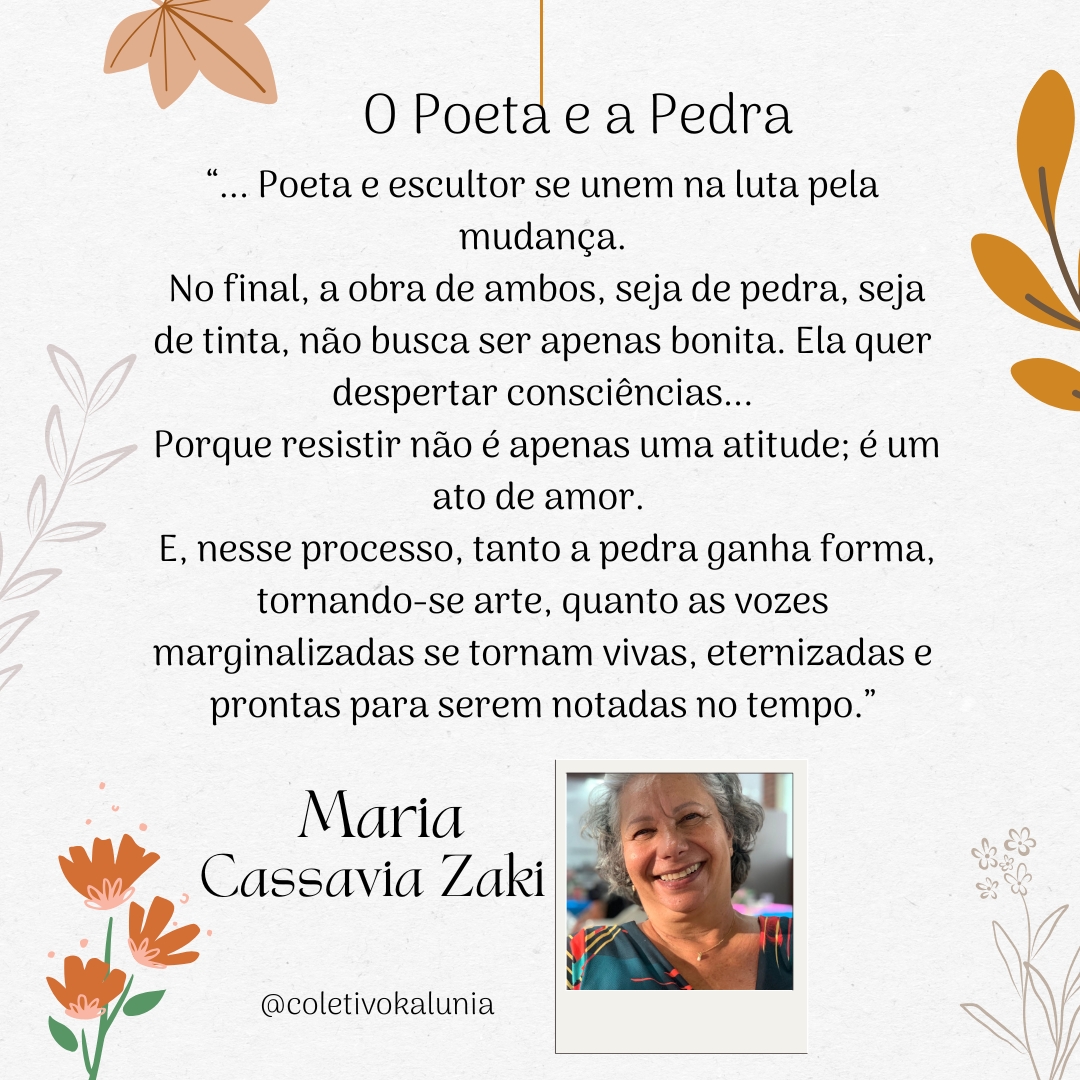 O Poeta e a Pedra
“... Poeta e escultor se unem na luta pela
mudança.
No final, a obra de ambos, seja de pedra, seja
de tinta, não busca ser apenas bonita. Ela quer
despertar consciências...
Porque resistir não é apenas uma atitude; é um
ato de amor.
E, nesse processo, tanto a pedra ganha forma,
tornando-se arte, quanto as vozes
marginalizadas se tornam vivas, eternizadas e
prontas para serem notadas no tempo.”
Maria
Cassavia Zaki
@coletivokalunia